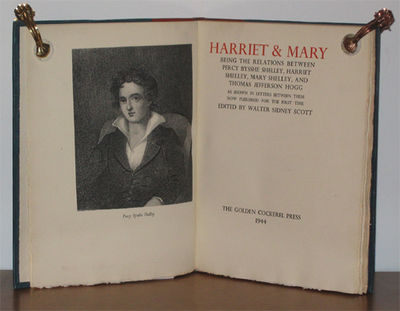 Percy Bysshe Shelley
HARRIET & MARY
BEING THE RELATIONS BETWEEN
PERCY BYSSHE SHELLEY, HARRIET
SHELLEY, MARY SHELLEY, AND
THOMAS JEFFERSON HOGG
AS SHOWN IN LETTERS BETWEEN THEM
NOW PUBLISHED FOR THE FIRST TIME
EDITED BY WALTER SIDNEY SCOTT
THE GOLDEN COCKEREL PRESS
1944